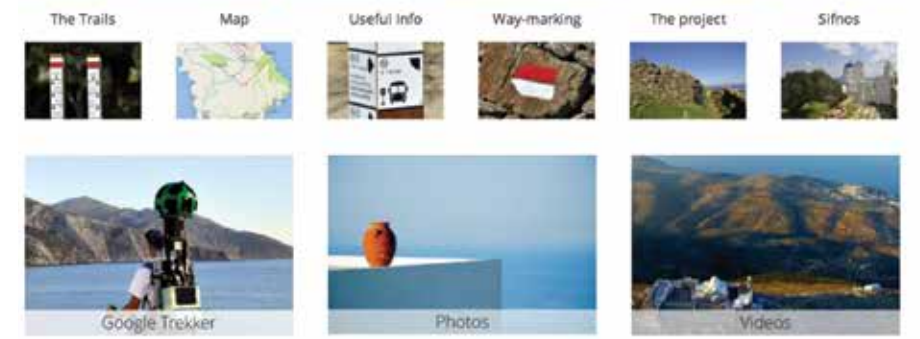 The Trails
Map
Useful Info
Way-marking
The project
Sifnos
Google Trekker
Photos
Videos